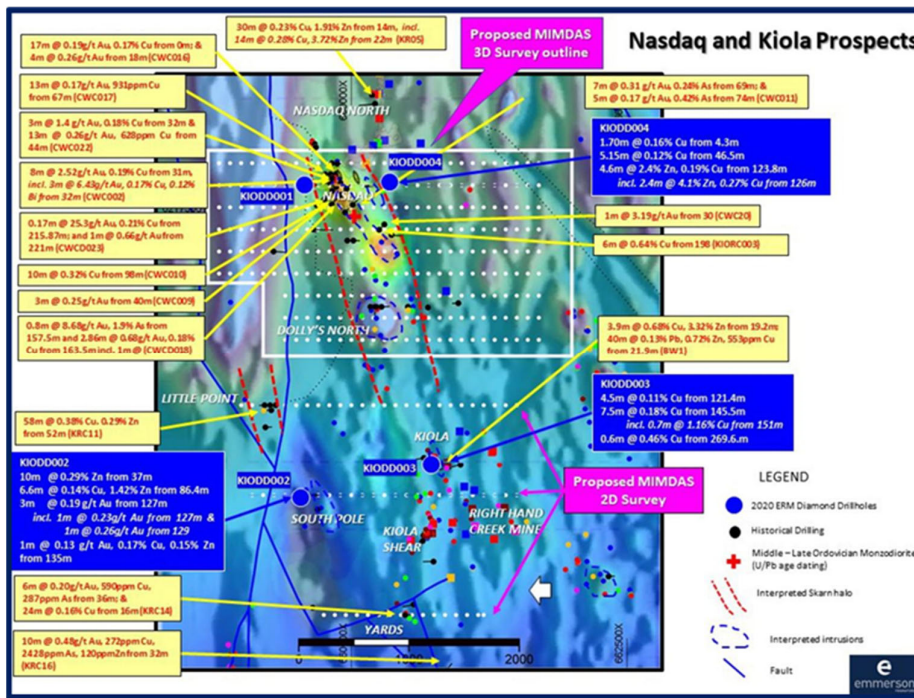 Nasdaq and Kiola Prospects
30m @ 0.23% Cu, 1.91% Zn from 14m, incl.
14m @ 0.28% Cu, 3.72% Zn from 22m (KR05)
Proposed MIMDAS
3D Survey outline
17m @ 0.19g/t Au, 0.17% Cu from 0m; &
4m @ 0.26g/t Au from 18m (CWC016)
13m @ 0.17g/t Au, 931ppm Cu
from 67m (CWC017)
3m @ 1.4 g/t Au, 0.18% Cu from 32m &
13m @ 0.26g/t Au, 628ppm Cu from
44m (CWC022)
8m @ 2.52g/t Au, 0.19% Cu from 31m,
incl. 3m @ 6.43g/t Au, 0.17% Cu, 0.12%
Bi from 32m (CWC002)
0.17m @ 25.3g/t Au, 0.21% Cu from
215.87m; and 1m @ 0.66g/t Au from
221m (CWCD023)
10m @ 0.32% Cu from 98m (CWC010)
3m @ 0.25g/t Au from 40m (CWC009)
0.8m @ 8.68g/t Au, 1.9% As from
157.5m and 2.86m @ 0.68g/t Au, 0.18%
Cu from 163.5m incl. 1m @ (CWCD018)
58m @ 0.38% Cu, 0.29% Zn
from 52m (KRC11)
KIODD002
10m @ 0.29% Zn from 37m
6.6m @ 0.14% Cu, 1.42% Zn from 86.4m
3m @ 0.19 g/t Au from 127m
incl. 1m @ 0.23g/t Au from 127m &
1m @ 0.26g/t Au from 129
1m @ 0.13 g/t Au, 0.17% Cu, 0.15% Zn
from 135m
6m @ 0.20g/t Au, 590ppm Cu,
287ppm As from 36m; &
24m @ 0.16% Cu from 16m (KRC14)
10m @ 0.48g/t Au, 272ppm Cu,
2428ppm As, 120ppm Zn from 32m
(KRC16)
7m @ 0.31 g/t Au, 0.24% As from 69m; &
5m @ 0.17 g/t Au, 0.42% As from 74m (CWC011)
KIODD004
1.70m @ 0.16% Cu from 4.3m
5.15m @ 0.12% Cu from 46.5m
4.6m @ 2.4% Zn, 0.19% Cu from 123.8m
incl. 2.4m @ 4.1% Zn, 0.27% Cu from 126m
1m @ 3.19g/t Au from 30 (CWC20)
6m @ 0.64% Cu from 198 (KIORC003)
3.9m @ 0.68% Cu, 3.32% Zn from 19.2m;
40m @ 0.13% Pb, 0.72% Zn, 553ppm Cu
from 21.9m (BW1)
KIODD003
4.5m @ 0.11% Cu from 121.4m
7.5m @ 0.18% Cu from 145.5m
incl. 0.7m @ 1.16% Cu from 151m
0.6m @ 0.46% Cu from 269.6.m
Proposed MIMDAS
2D Survey
NASDAQ NORTH
KIODD004
KIODD001
NASDAQ
DOLLY'S NORTH
LITTLE POINT
KIOLA
KIODD003
KIODD002
SOUTH POLE
KIOLA
SHEAR
RIGHT HAND
CREEK MINE
YARDS
0
1000
2000
662500X
LEGEND
2020 ERM Diamond Drillholes
Historical Drilling
Middle – Late Ordovician Monzodiorite
(U/Pb age dating)
Interpreted Skarn halo
Interpreted intrusions
Fault
e
emmerson